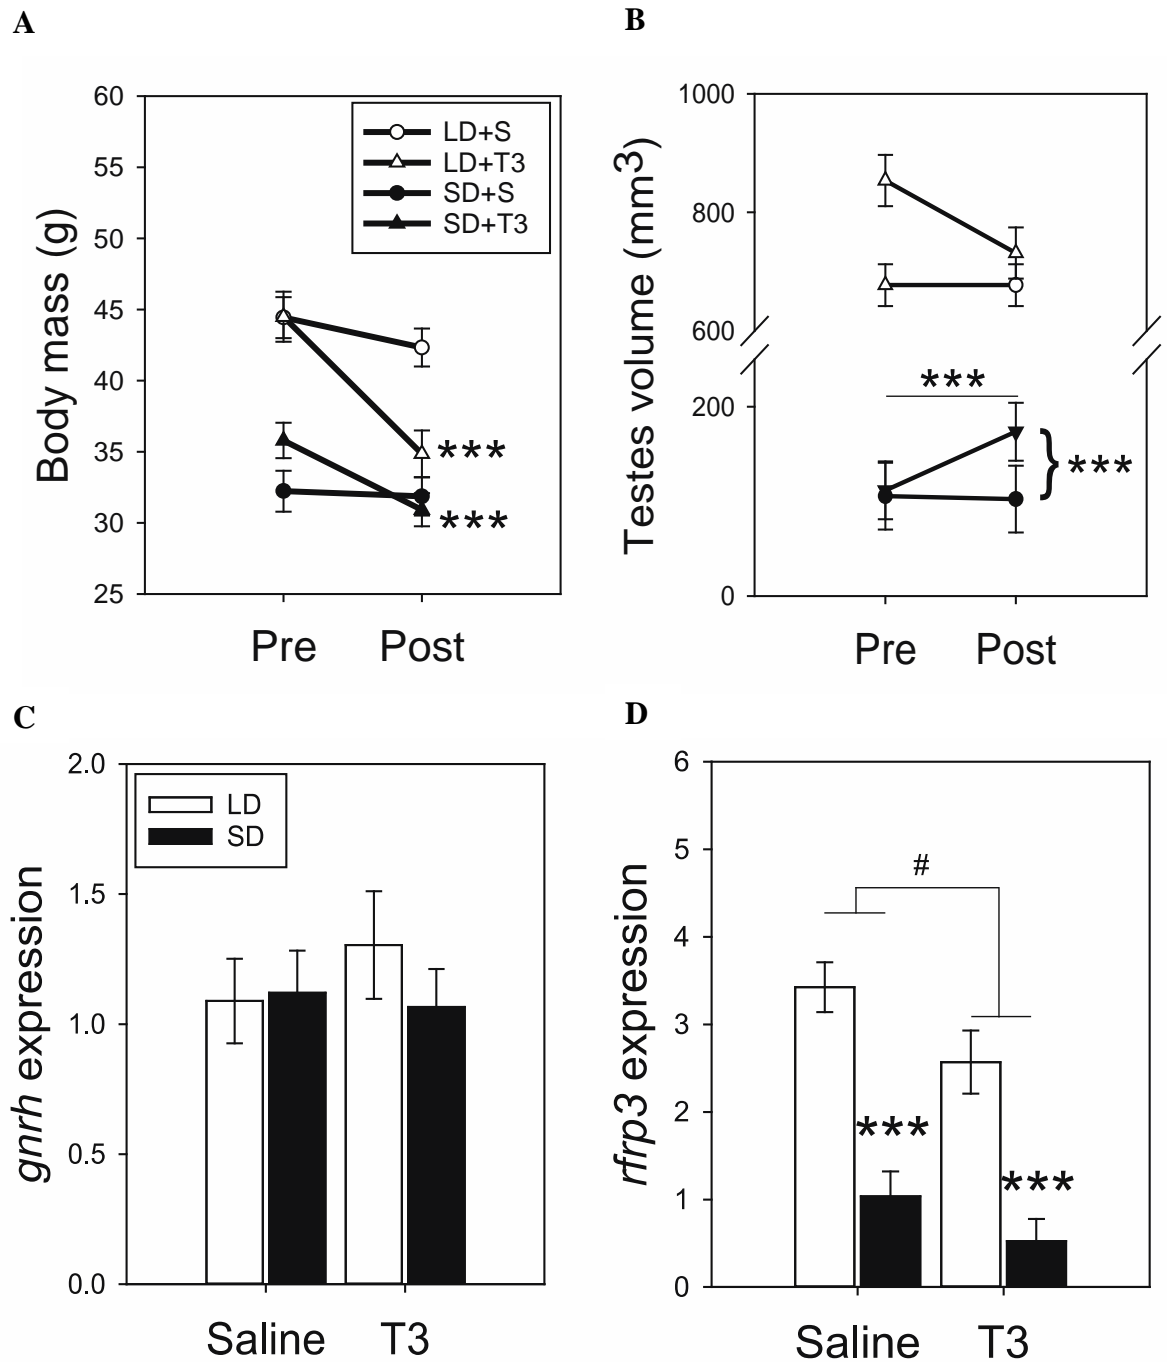 A
Body mass (g)
60
55
50
45
40
35
30
25
LD+S
LD+T3
SD+S
SD+T3
***
***
Pre Post
B
Testes volume (mm3)
1000
800
600
200
0
***
} ***
Pre Post
C
gnrh expression
2.0
1.5
1.0
0.5
0.0
LD
SD
Saline T3
D
rfrp3 expression
6
5
4
3
2
1
0
#
***
***
Saline T3